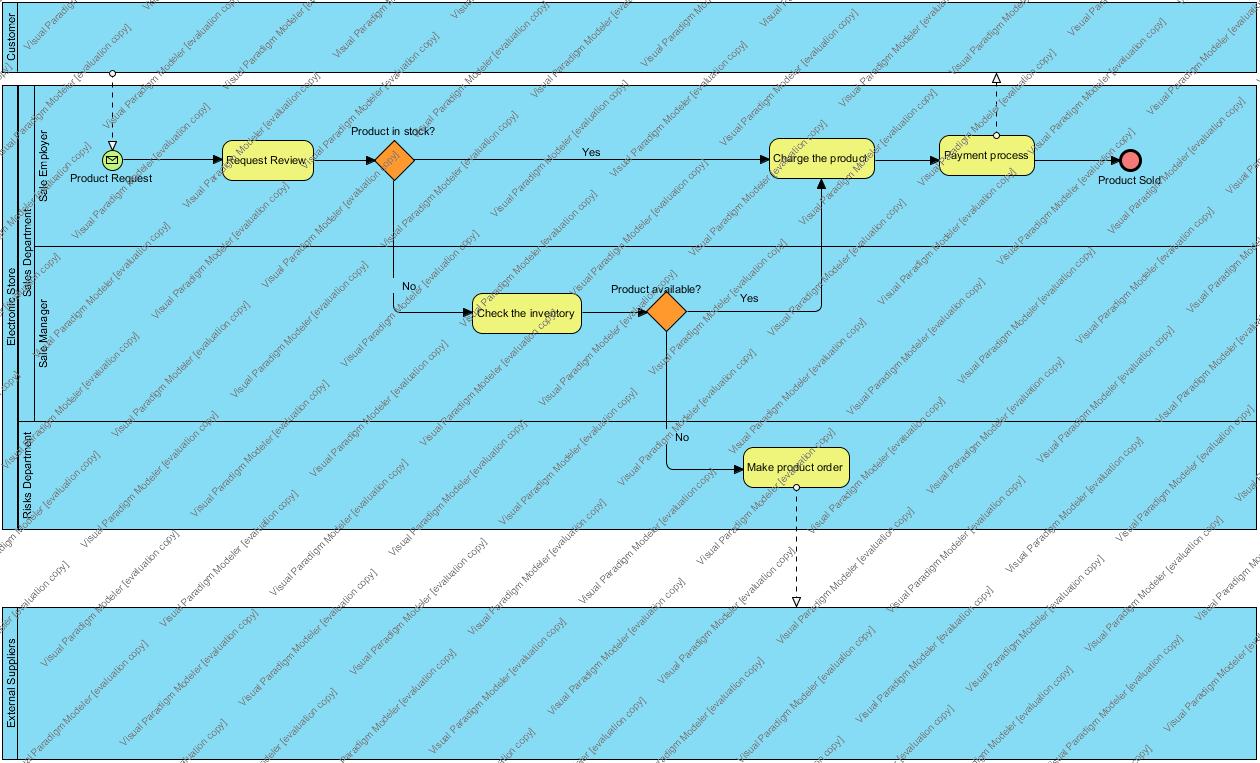 Customer
Electronic Store
Sales Department
Sale Employer
Product Request
Request Review
Product in stock?
Yes
Charge the product
Payment process
Product Sold
Sale Manager
No
Check the inventory
Product available?
Yes
Risks Department
No
Make product order
External Suppliers
Visual Paradigm Modeler [evaluation copy]